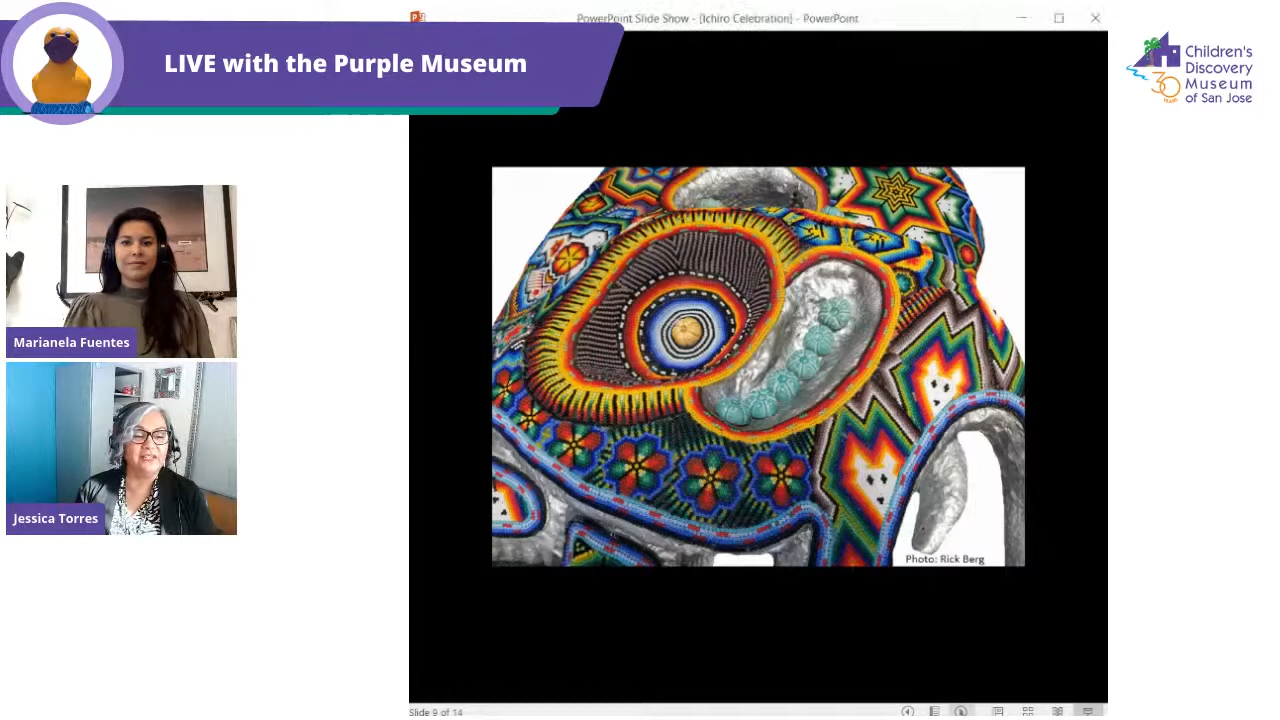 PowerPoint Slide Show - [Ichiro Celebration] - PowerPoint
LIVE with the Purple Museum
Children's
Discovery
Museum
of San Jose
30
YEARS
Marianela Fuentes
Jessica Torres
Photo: Rick Berg
Slide 9 of 14